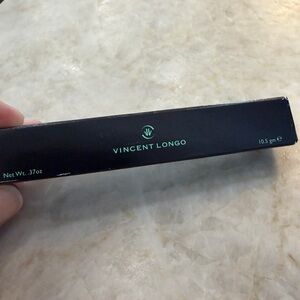 VINCENT LONGO
Net Wt. .37oz
10.5 gm e